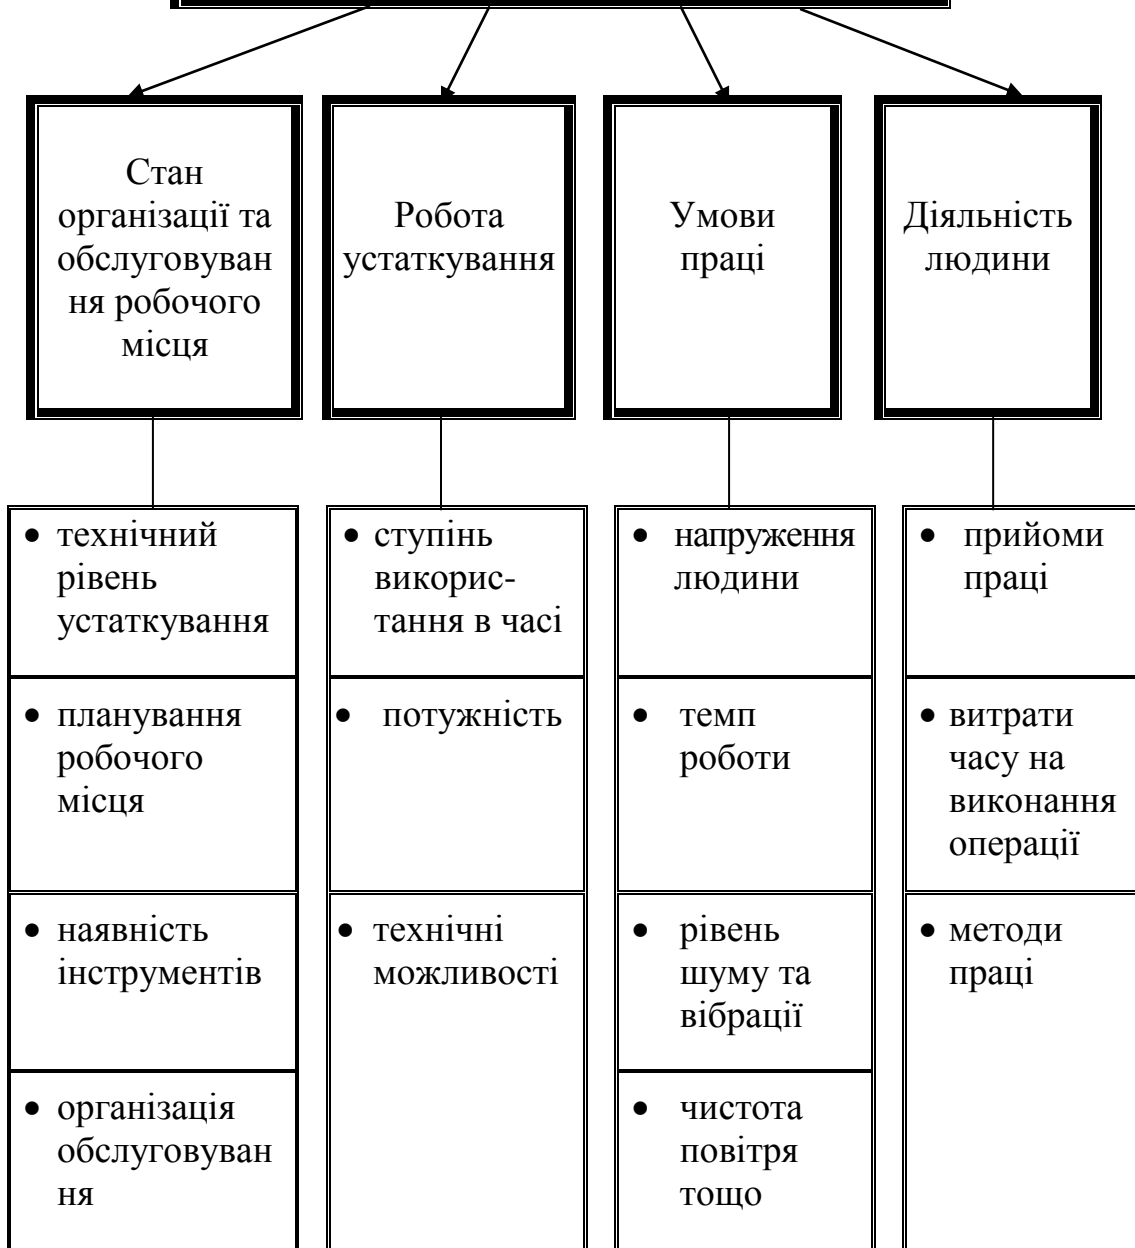 Стан
організації та
обслуговуван
ня робочого
місця
Робота
устаткування
Умови
праці
Діяльність
людини
• технічний
рівень
устаткування
• планування
робочого
місця
• наявність
інструментів
• організація
обслуговуван
ня
• ступінь
викорис-
тання в часі
• потужність
• технічні
можливості
• напруження
людини
• темп
роботи
• рівень
шуму та
вібрації
• чистота
повітря
тощо
• прийоми
праці
• витрати
часу на
виконання
операції
• методи
праці